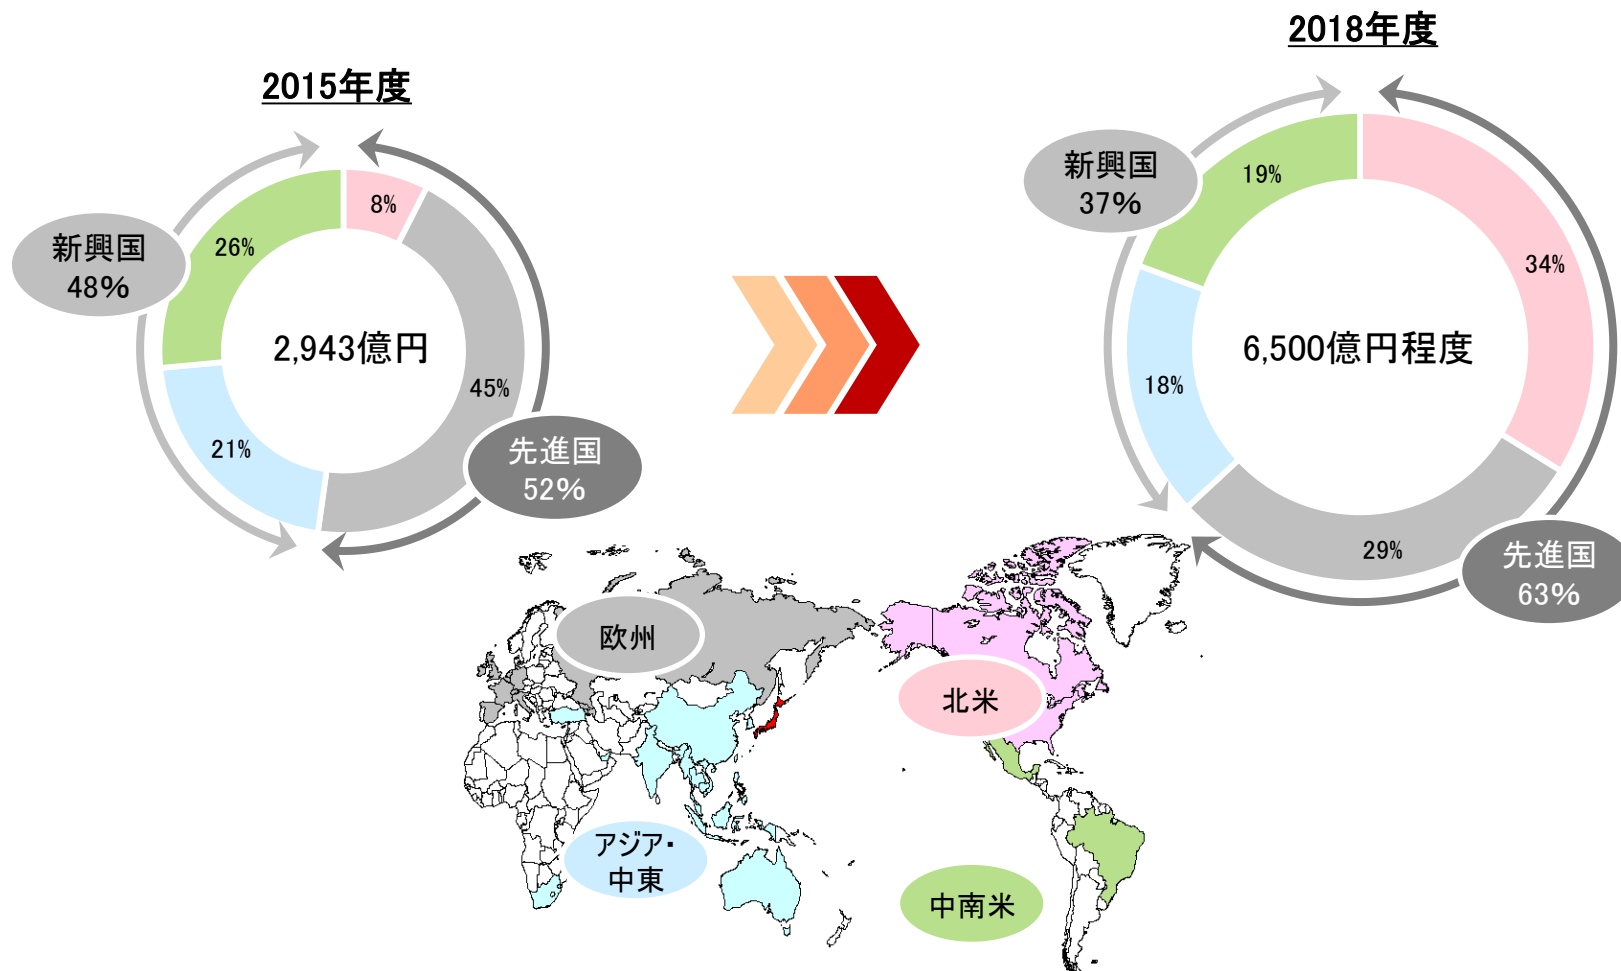 2015年度
8%
45%
21%
26%
2,943億円
新興国
48%
先進国
52%
2018年度
34%
29%
18%
19%
6,500億円程度
新興国
37%
先進国
63%
欧州
北米
アジア・
中東
中南米